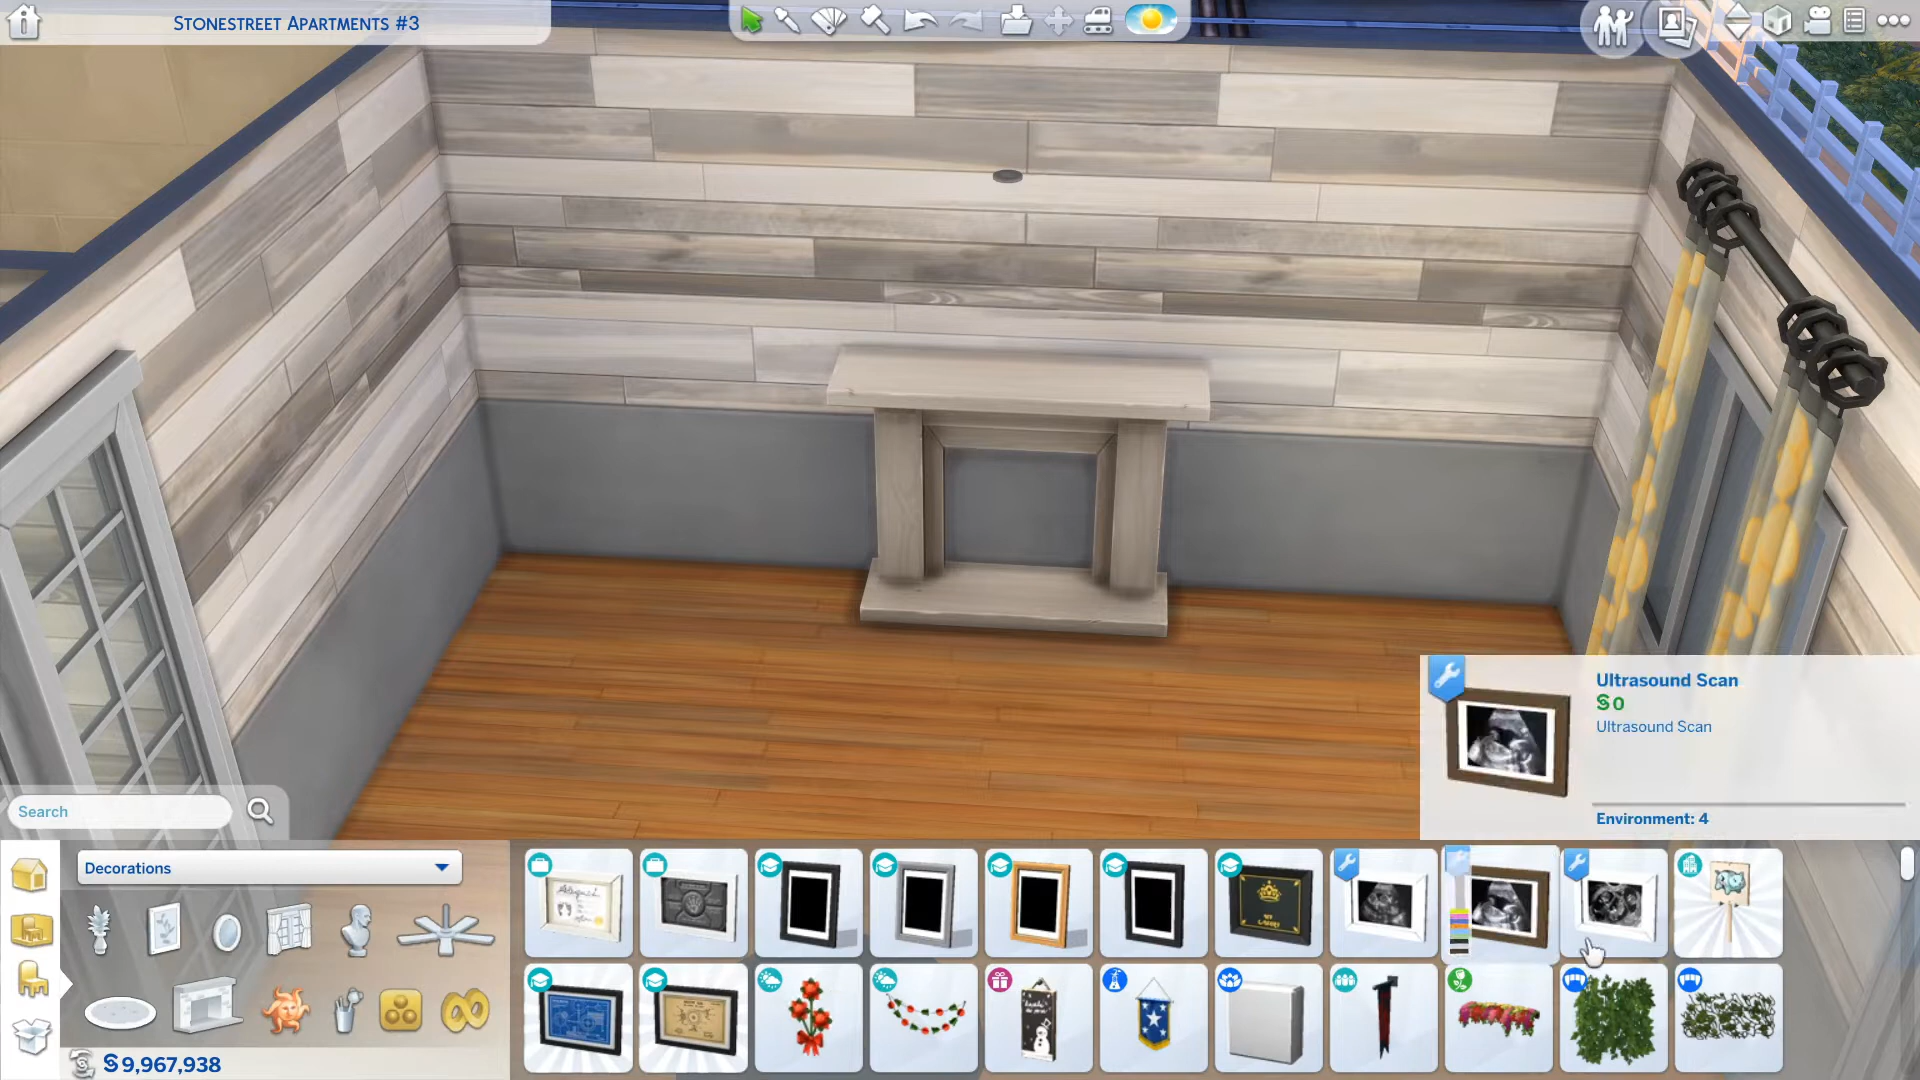 STONESTREET APARTMENTS #3
Ultrasound Scan
§0
Ultrasound Scan
Environment: 4
Search
Decorations
§9,967,938